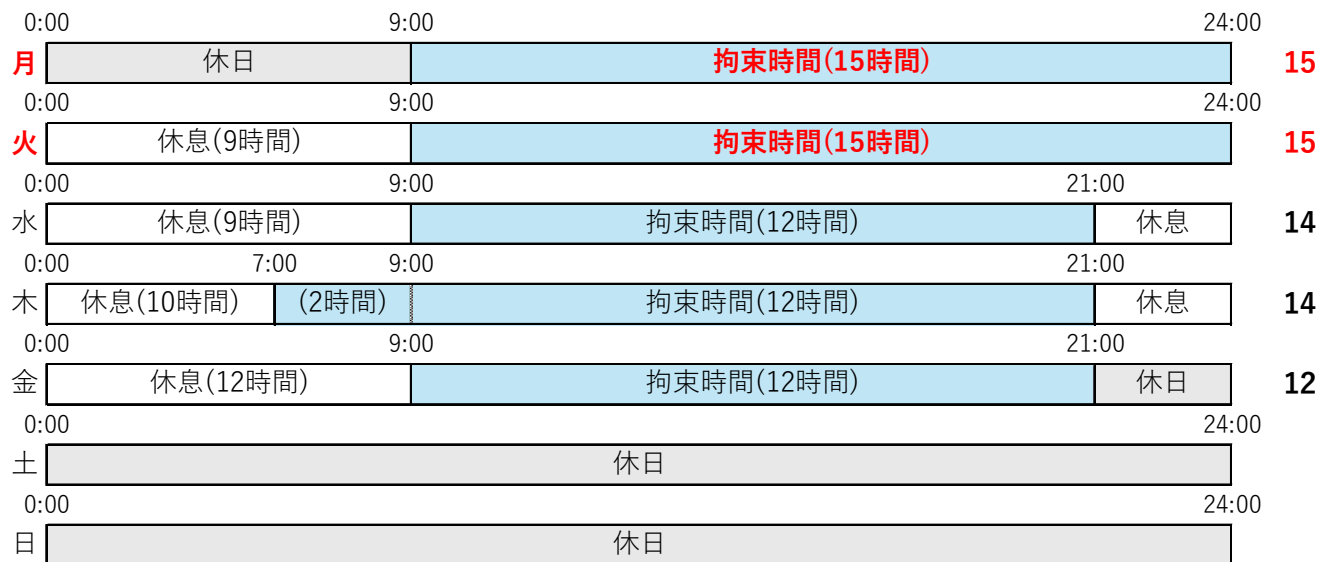 0:00 9:00 24:00
月 休日 拘束時間(15時間) 15
0:00 9:00 24:00
火 休息(9時間) 拘束時間(15時間) 15
0:00 9:00 21:00
水 休息(9時間) 拘束時間(12時間) 休息 14
0:00 7:00 9:00 21:00
木 休息(10時間) (2時間) 拘束時間(12時間) 休息 14
0:00 9:00 21:00
金 休息(12時間) 拘束時間(12時間) 休日 12
0:00 24:00
土 休日
0:00 24:00
日 休日